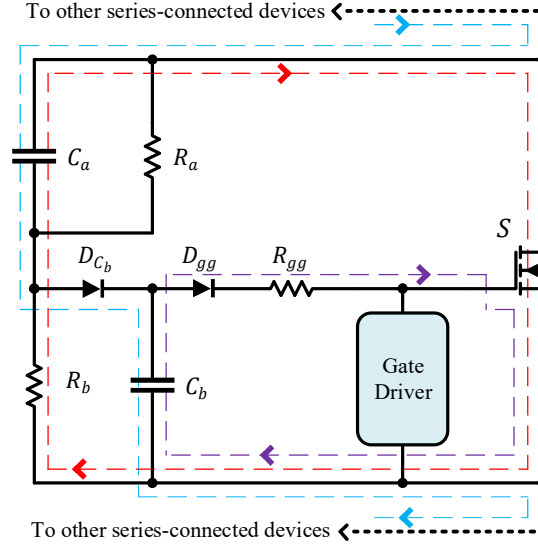 To other series-connected devices
C_a
R_a
S
D_{C_b}
D_{gg}
R_{gg}
R_b
C_b
Gate
Driver
To other series-connected devices